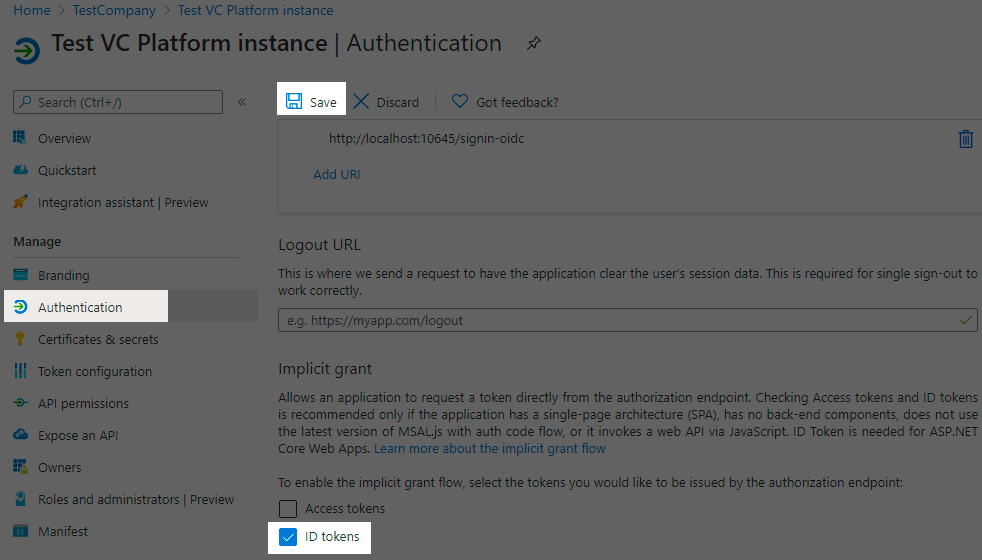 Home > TestCompany > Test VC Platform instance
Test VC Platform instance | Authentication
Search (Ctrl+/)
«
Overview
Quickstart
Integration assistant | Preview
Manage
Branding
Authentication
Certificates & secrets
Token configuration
API permissions
Expose an API
Owners
Roles and administrators | Preview
Manifest
Save
Discard
Got feedback?
http://localhost:10645/signin-oidc
Add URI
Logout URL
This is where we send a request to have the application clear the user's session data. This is required for single sign-out to
work correctly.
e.g. https://myapp.com/logout
Implicit grant
Allows an application to request a token directly from the authorization endpoint. Checking Access tokens and ID tokens
is recommended only if the application has a single-page architecture (SPA), has no back-end components, does not use
the latest version of MSAL.js with auth code flow, or it invokes a web API via JavaScript. ID Token is needed for ASP.NET
Core Web Apps. Learn more about the implicit grant flow
To enable the implicit grant flow, select the tokens you would like to be issued by the authorization endpoint:
Access tokens
ID tokens